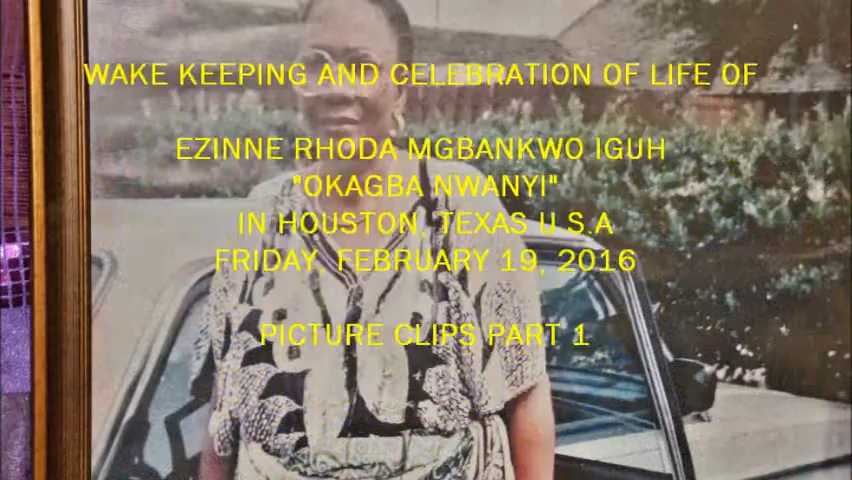 WAKE KEEPING AND CELEBRATION OF LIFE OF
EZINNE RHODA MGBANKWO IGUH
"OKAGBA NWANYI"
IN HOUSTON, TEXAS U S.A
FRIDAY, FEBRUARY 19, 2016
PICTURE CLIPS PART 1